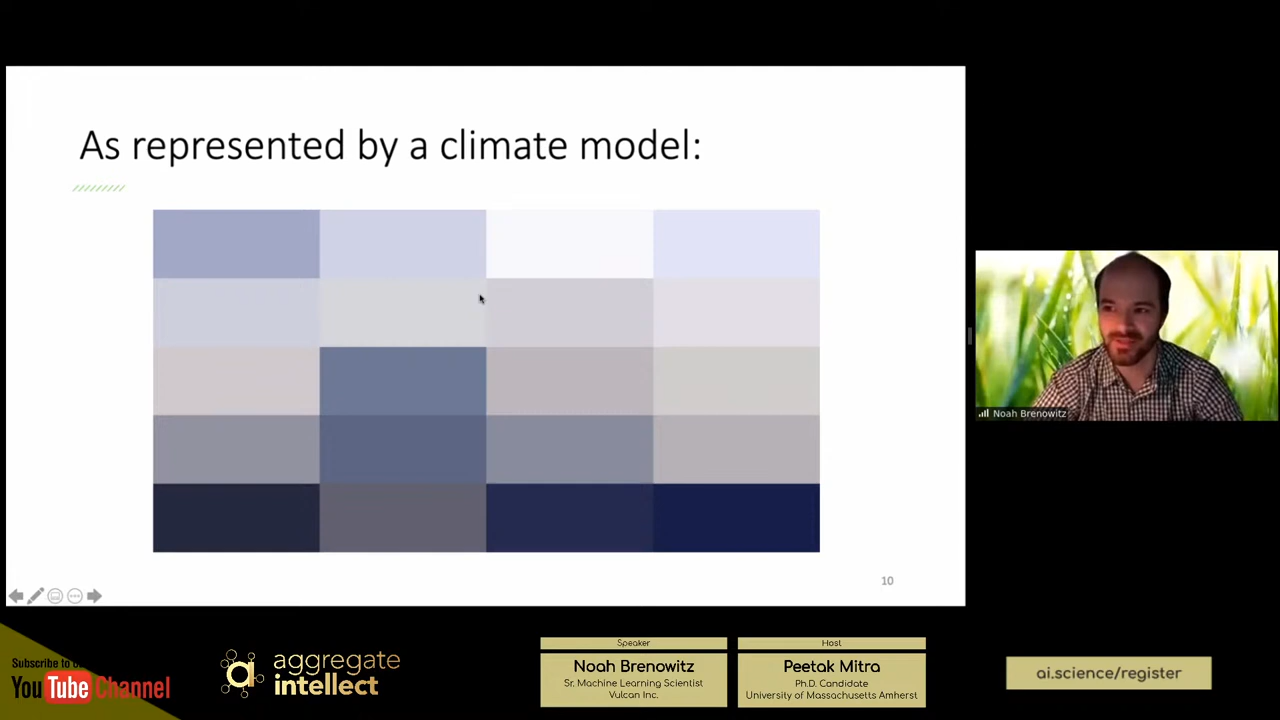 As represented by a climate model:
10
Noah Brenowitz
Subscribe to
YouTube Channel
a aggregate
intellect
Speaker
Noah Brenowitz
Sr. Machine Learning Scientist
Vulcan Inc.
Host
Peetak Mitra
Ph.D. Candidate
University of Massachusetts Amherst
ai.science/register